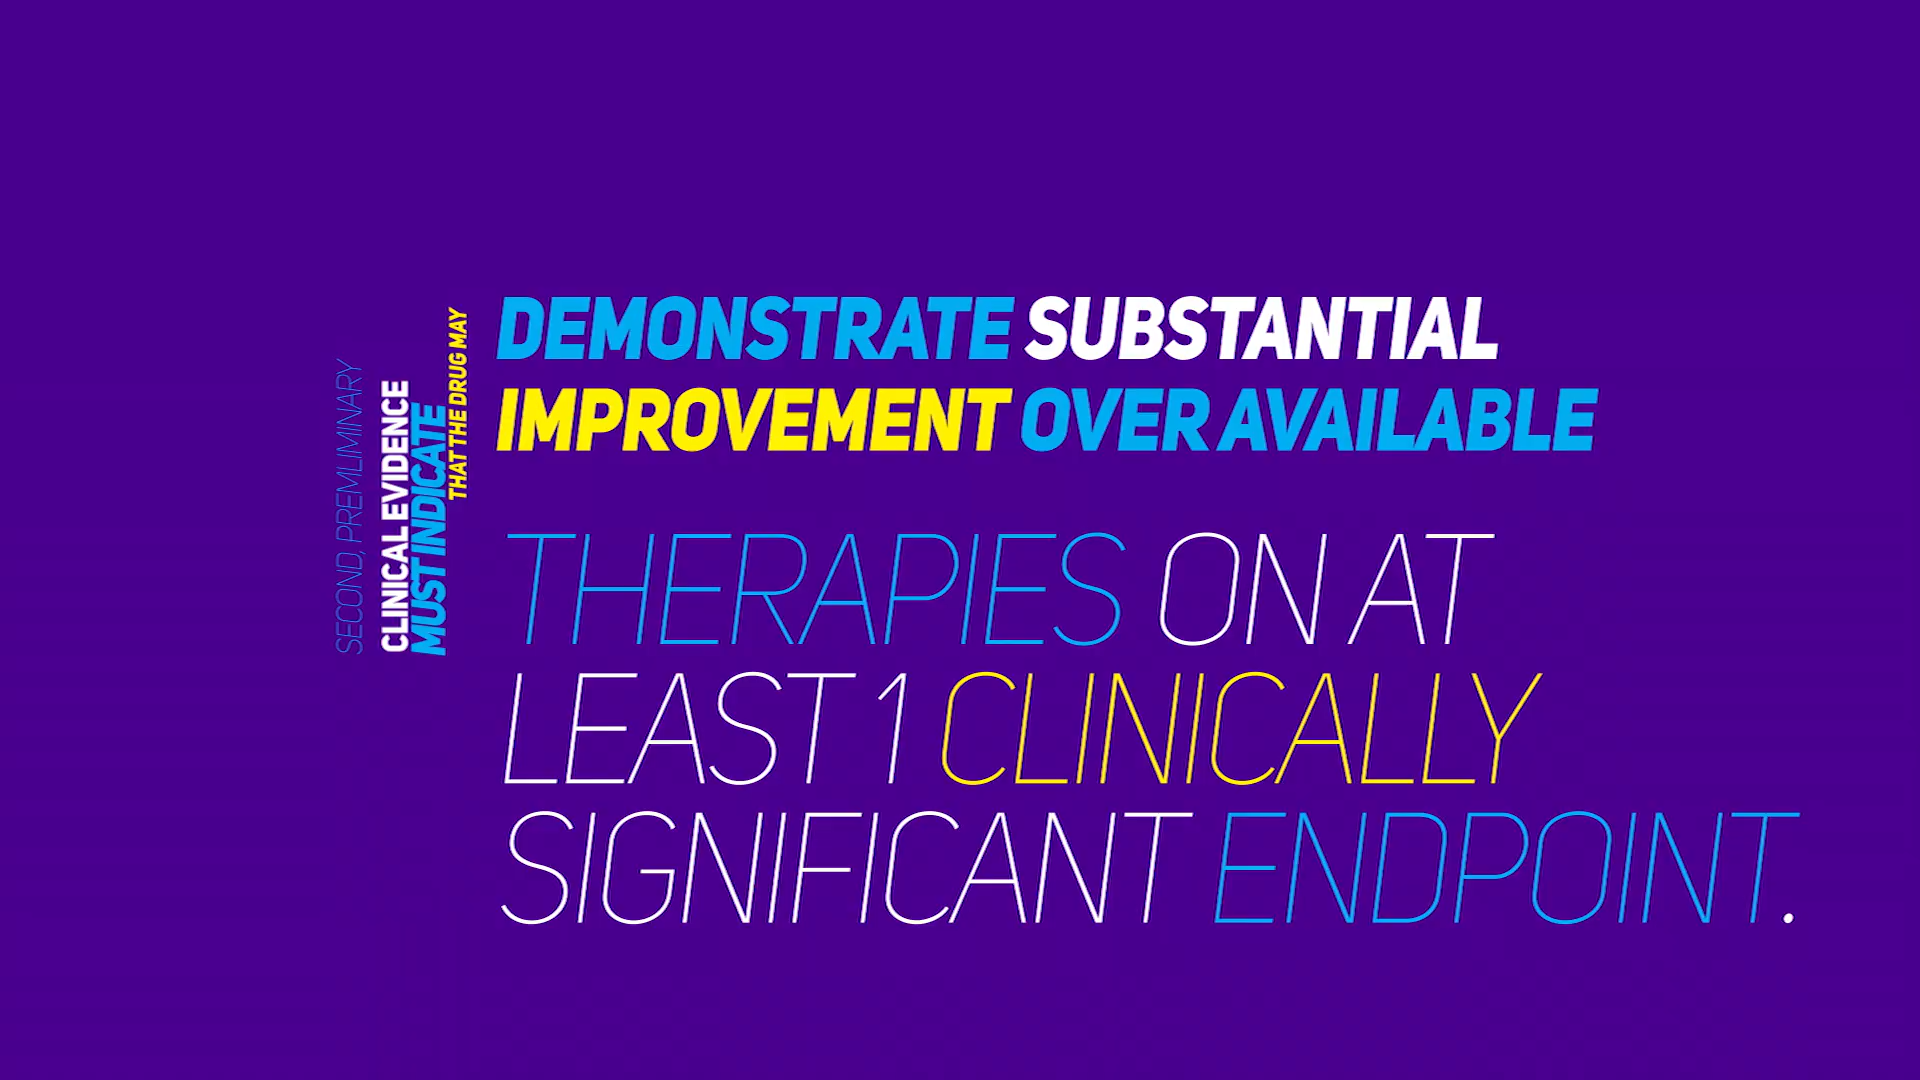 SECOND, PREMLIMINARY
CLINICAL EVIDENCE
MUST INDICATE
THAT THE DRUG MAY
DEMONSTRATE SUBSTANTIAL
IMPROVEMENT OVER AVAILABLE
THERAPIES ON AT
LEAST 1 CLINICALLY
SIGNIFICANT ENDPOINT.